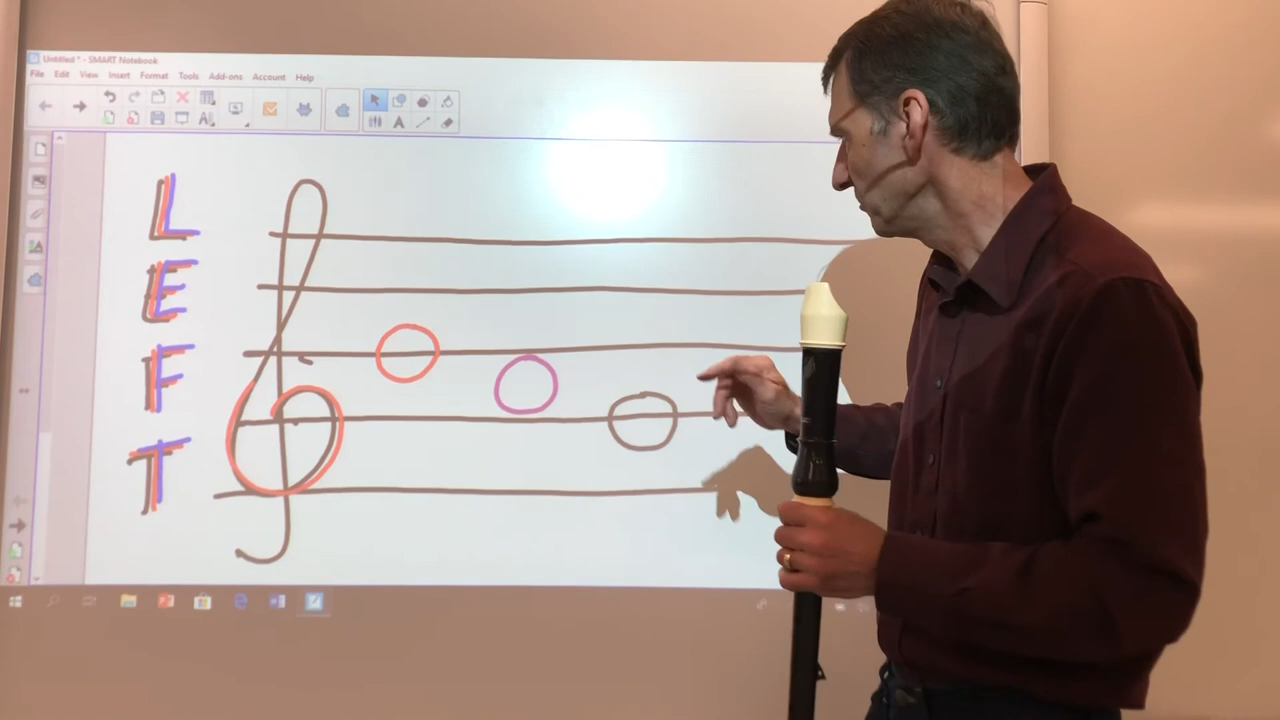 Untitled * - SMART Notebook
File Edit View Insert Format Tools Add-ons Account Help
L
E
F
T